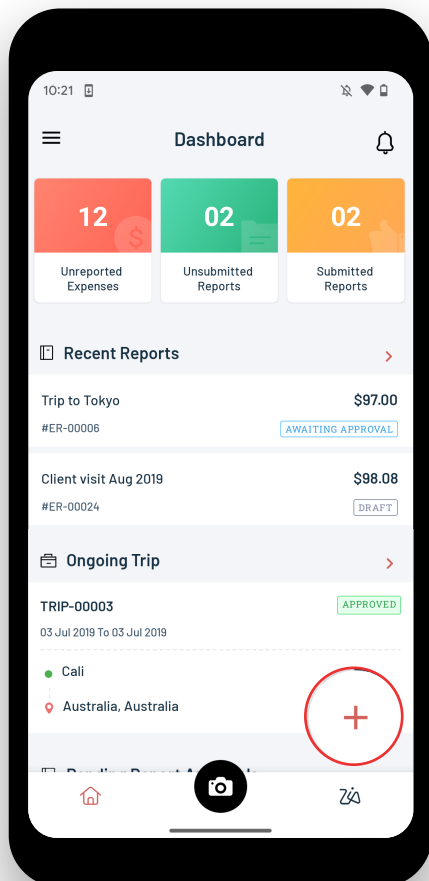 10:21
Dashboard
12
02
02
Unreported
Expenses
Unsubmitted
Reports
Submitted
Reports
Recent Reports
Trip to Tokyo
$97.00
#ER-00006
AWAITING APPROVAL
Client visit Aug 2019
$98.08
#ER-00024
DRAFT
Ongoing Trip
TRIP-00003
APPROVED
03 Jul 2019 To 03 Jul 2019
Cali
Australia, Australia
Pending Report